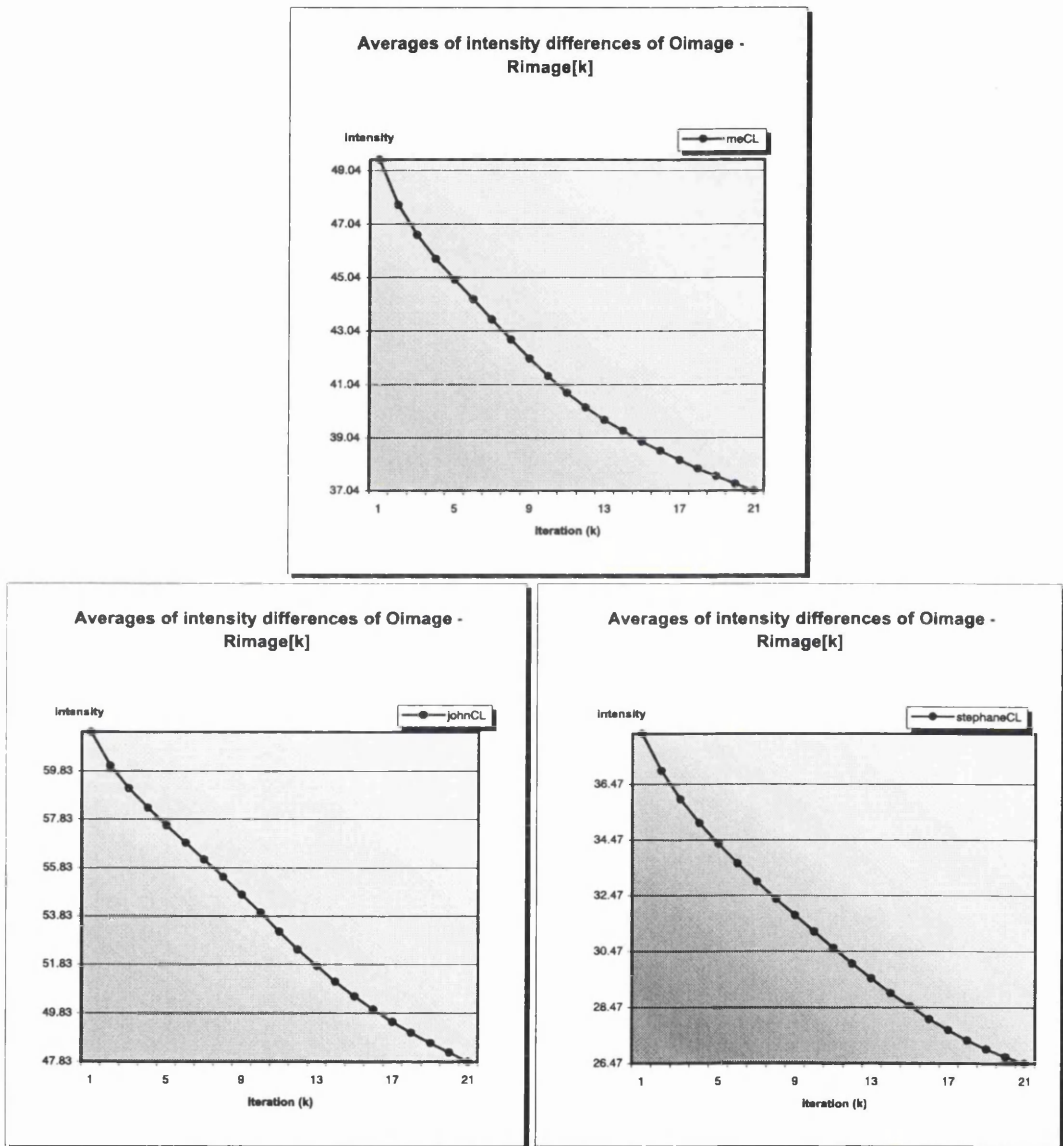 Averages of intensity differences of Oimage -
Rimage[k]
intensity
meCL
49.04
47.04
45.04
43.04
41.04
39.04
37.04
1 5 9 13 17 21
Iteration (k)
Averages of intensity differences of Oimage -
Rimage[k]
intensity
johnCL
59.83
57.83
55.83
53.83
51.83
49.83
47.83
1 5 9 13 17 21
Iteration (k)
Averages of intensity differences of Oimage -
Rimage[k]
intensity
stephaneCL
36.47
34.47
32.47
30.47
28.47
26.47
1 5 9 13 17 21
Iteration (k)